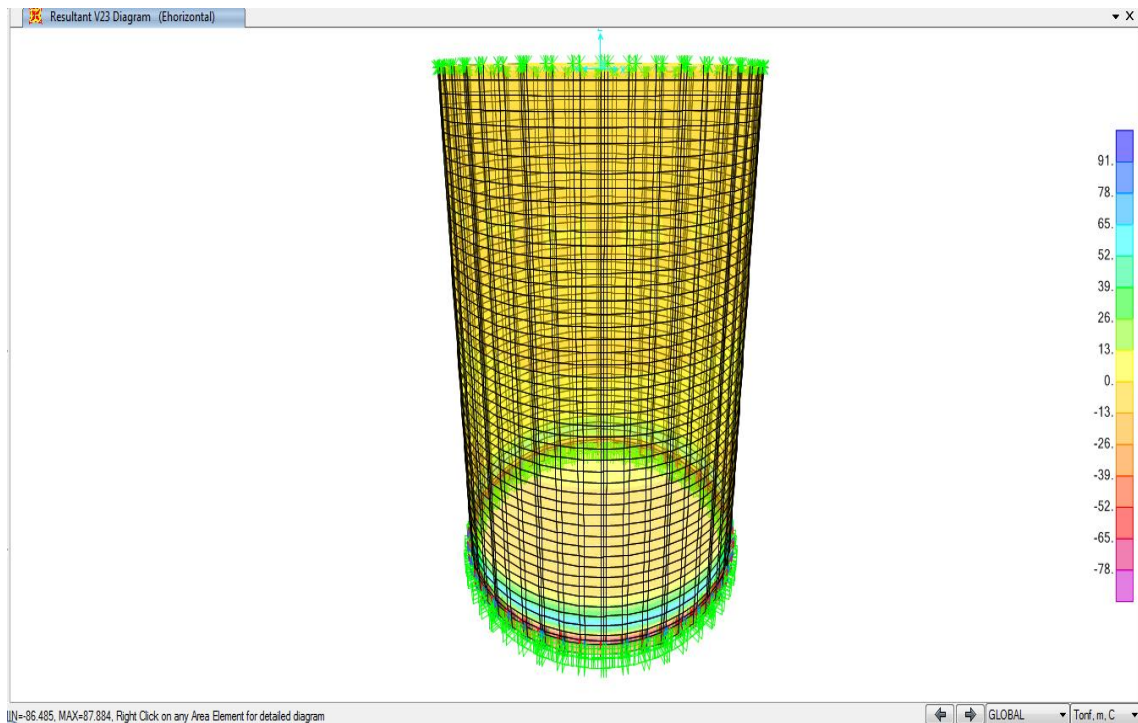 Resultant V23 Diagram (Ehorizontal)
X
91.
78.
65.
52.
39.
26.
13.
0.
-13.
-26.
-39.
-52.
-65.
-78.
IN=-86.485, MAX=87.884, Right Click on any Area Element for detailed diagram
GLOBAL
Tonf, m, C